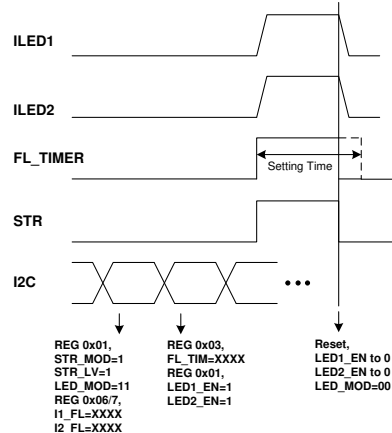 ILED1
ILED2
FL_TIMER
Setting Time
STR
I2C
REG 0x01,
STR_MOD=1
STR_LV=1
LED_MOD=11
REG 0x06/7,
I1_FL=XXXX
I2_FL=XXXX
REG 0x03,
FL_TIM=XXXX
REG 0x01,
LED1_EN=1
LED2_EN=1
Reset,
LED1_EN to 0
LED2_EN to 0
LED_MOD=00